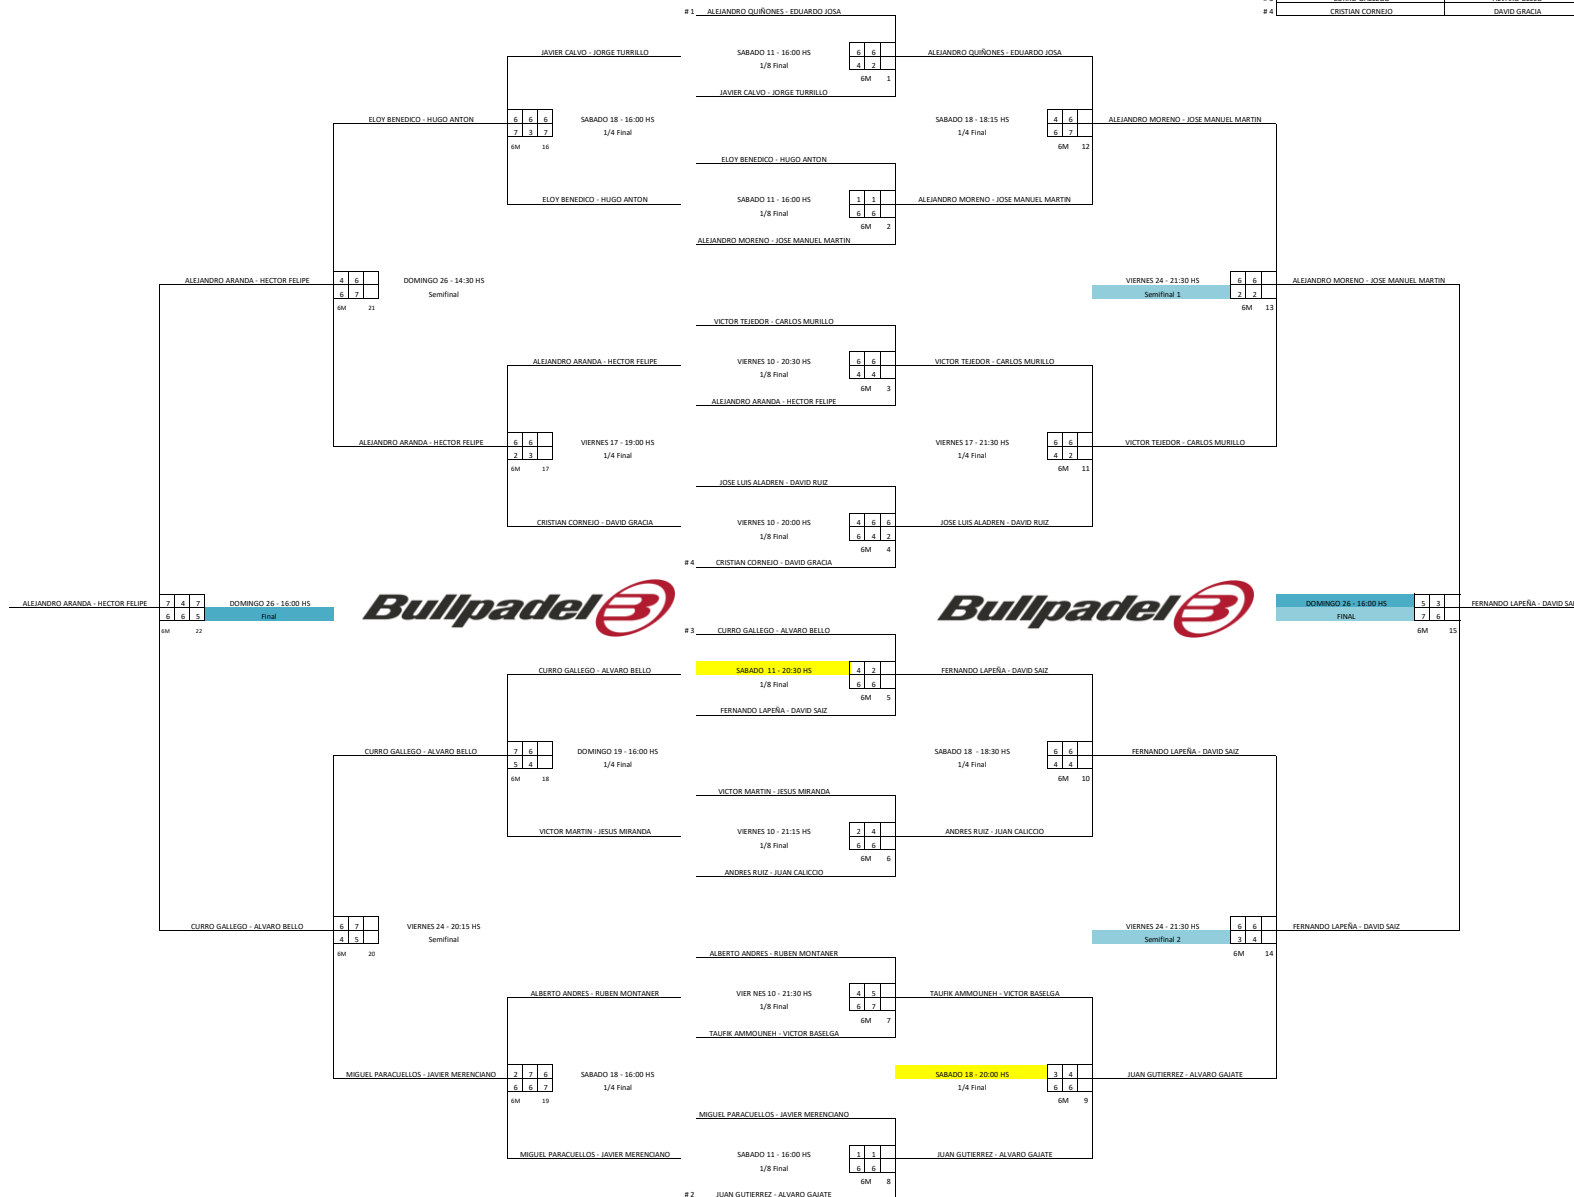 # 1 ALEJANDRO QUIÑONES - EDUARDO JOSA
# 4 CRISTIAN CORNEJO DAVID GRACIA
JAVIER CALVO - JORGE TURRILLO SABADO 11 - 16:00 HS 6 6 ALEJANDRO QUIÑONES - EDUARDO JOSA
1/8 Final 4 2
6M 1
JAVIER CALVO - JORGE TURRILLO
ELOY BENEDICO - HUGO ANTON 6 6 6 SABADO 18 - 16:00 HS SABADO 18 - 18:15 HS 4 6 ALEJANDRO MORENO - JOSE MANUEL MARTIN
7 3 7 1/4 Final 1/4 Final 6 7
6M 16 6M 12
ELOY BENEDICO - HUGO ANTON
ELOY BENEDICO - HUGO ANTON SABADO 11 - 16:00 HS 1 1 ALEJANDRO MORENO - JOSE MANUEL MARTIN
1/8 Final 6 6
6M 2
ALEJANDRO MORENO - JOSE MANUEL MARTIN
ALEJANDRO ARANDA - HECTOR FELIPE 4 6 DOMINGO 26 - 14:30 HS VIERNES 24 - 21:30 HS 6 6 ALEJANDRO MORENO - JOSE MANUEL MARTIN
6 7 Semifinal Semifinal 1 2 2
6M 21 6M 13
VICTOR TEJEDOR - CARLOS MURILLO
ALEJANDRO ARANDA - HECTOR FELIPE VIERNES 10 - 20:30 HS 6 6 VICTOR TEJEDOR - CARLOS MURILLO
1/8 Final 4 4
6M 3
ALEJANDRO ARANDA - HECTOR FELIPE
ALEJANDRO ARANDA - HECTOR FELIPE 6 6 VIERNES 17 - 19:00 HS VIERNES 17 - 21:30 HS 6 6 VICTOR TEJEDOR - CARLOS MURILLO
2 3 1/4 Final 1/4 Final 4 2
6M 17 6M 11
JOSE LUIS ALADREN - DAVID RUIZ
CRISTIAN CORNEJO - DAVID GRACIA VIERNES 10 - 20:00 HS 4 6 6 JOSE LUIS ALADREN - DAVID RUIZ
1/8 Final 6 4 2
6M 4
# 4 CRISTIAN CORNEJO - DAVID GRACIA
Bullpadel Bullpadel
ALEJANDRO ARANDA - HECTOR FELIPE 7 4 7 DOMINGO 26 - 16:00 HS DOMINGO 26 - 16:00 HS 5 3 FERNANDO LAPEÑA - DAVID
6 6 5 Final FINAL 7 6
6M 22 6M 15
# 3 CURRO GALLEGO - ALVARO BELLO
CURRO GALLEGO - ALVARO BELLO SABADO 11 - 20:30 HS 4 2 FERNANDO LAPEÑA - DAVID SAIZ
1/8 Final 6 6
6M 5
FERNANDO LAPEÑA - DAVID SAIZ
CURRO GALLEGO - ALVARO BELLO 7 6 DOMINGO 19 - 16:00 HS SABADO 18 - 18:30 HS 6 6 FERNANDO LAPEÑA - DAVID SAIZ
5 4 1/4 Final 1/4 Final 4 4
6M 18 6M 10
VICTOR MARTIN - JESUS MIRANDA
VICTOR MARTIN - JESUS MIRANDA VIERNES 10 - 21:15 HS 2 4 ANDRES RUIZ - JUAN CALICCIO
1/8 Final 6 6
6M 6
ANDRES RUIZ - JUAN CALICCIO
CURRO GALLEGO - ALVARO BELLO 6 7 VIERNES 24 - 20:15 HS VIERNES 24 - 21:30 HS 6 6 FERNANDO LAPEÑA - DAVID SAIZ
4 5 Semifinal Semifinal 2 3 4
6M 20 6M 14
ALBERTO ANDRES - RUBEN MONTANER
ALBERTO ANDRES - RUBEN MONTANER VIER NES 10 - 21:30 HS 4 5 TAUFIK AMMOUNEH - VICTOR BASELGA
1/8 Final 6 7
6M 7
TAUFIK AMMOUNEH - VICTOR BASELGA
MIGUEL PARACUELLOS - JAVIER MERENCIANO 2 7 6 SABADO 18 - 16:00 HS SABADO 18 - 20:00 HS 3 4 JUAN GUTIERREZ - ALVARO GAJATE
6 6 7 1/4 Final 1/4 Final 6 6
6M 19 6M 9
MIGUEL PARACUELLOS - JAVIER MERENCIANO
MIGUEL PARACUELLOS - JAVIER MERENCIANO SABADO 11 - 16:00 HS 1 1 JUAN GUTIERREZ - ALVARO GAJATE
1/8 Final 6 6
6M 8
# 2 JUAN GUTIERREZ - ALVARO GAJATE